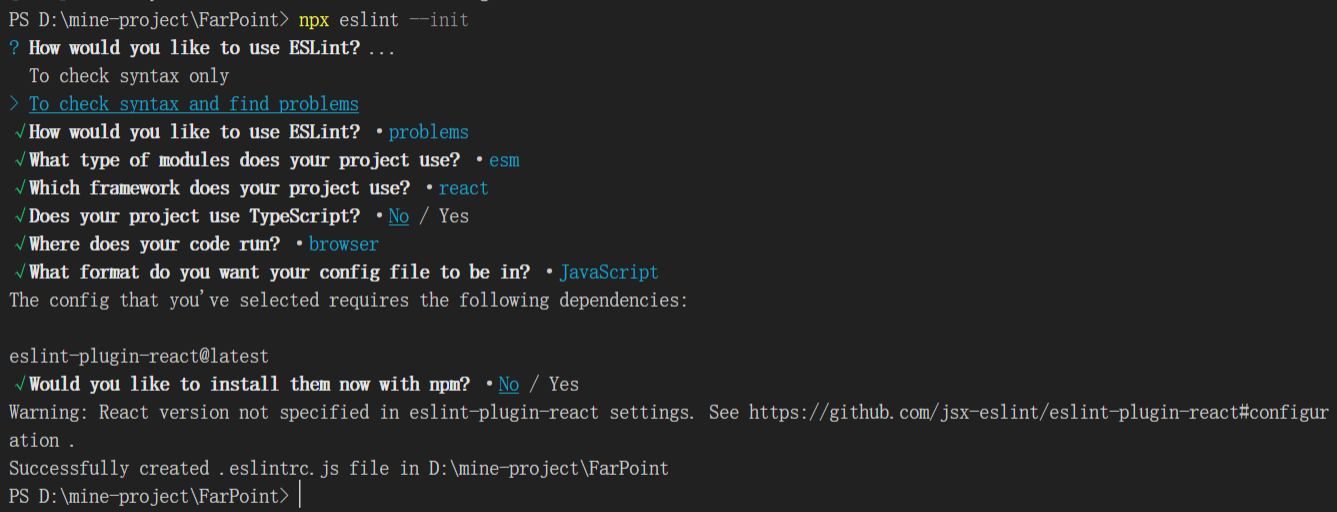 PS D:\mine-project\FarPoint> npx eslint --init
? How would you like to use ESLint? ...
To check syntax only
> To check syntax and find problems
√ How would you like to use ESLint? · problems
√ What type of modules does your project use? · esm
√ Which framework does your project use? · react
√ Does your project use TypeScript? · No / Yes
√ Where does your code run? · browser
√ What format do you want your config file to be in? · JavaScript
The config that you've selected requires the following dependencies:
eslint-plugin-react@latest
√ Would you like to install them now with npm? · No / Yes
Warning: React version not specified in eslint-plugin-react settings. See https://github.com/jsx-eslint/eslint-plugin-react#configur
ation .
Successfully created .eslintrc.js file in D:\mine-project\FarPoint
PS D:\mine-project\FarPoint>